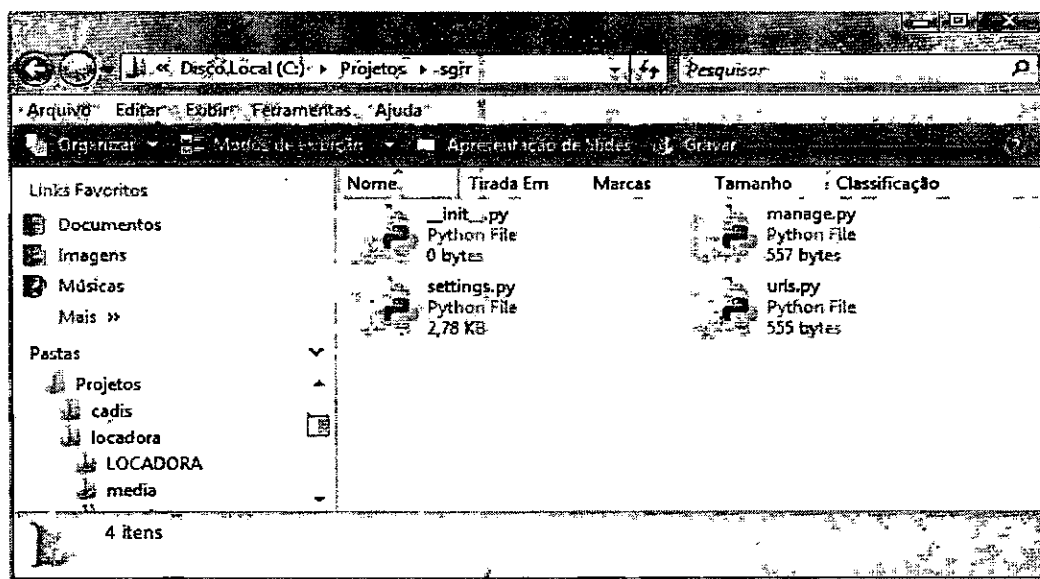 « Disco Local (C:) ▸ Projetos ▸ sgfr
Pesquisar
Arquivo Editar Exibir Ferramentas Ajuda
Organizar Modos de exibição Apresentação de Slides Gravar
Links Favoritos
Documentos
Imagens
Músicas
Mais »
Pastas
Projetos
cadis
locadora
LOCADORA
media
Nome Tirada Em Marcas Tamanho Classificação
__init__.py
Python File
0 bytes
manage.py
Python File
557 bytes
settings.py
Python File
2,78 KB
urls.py
Python File
555 bytes
4 itens